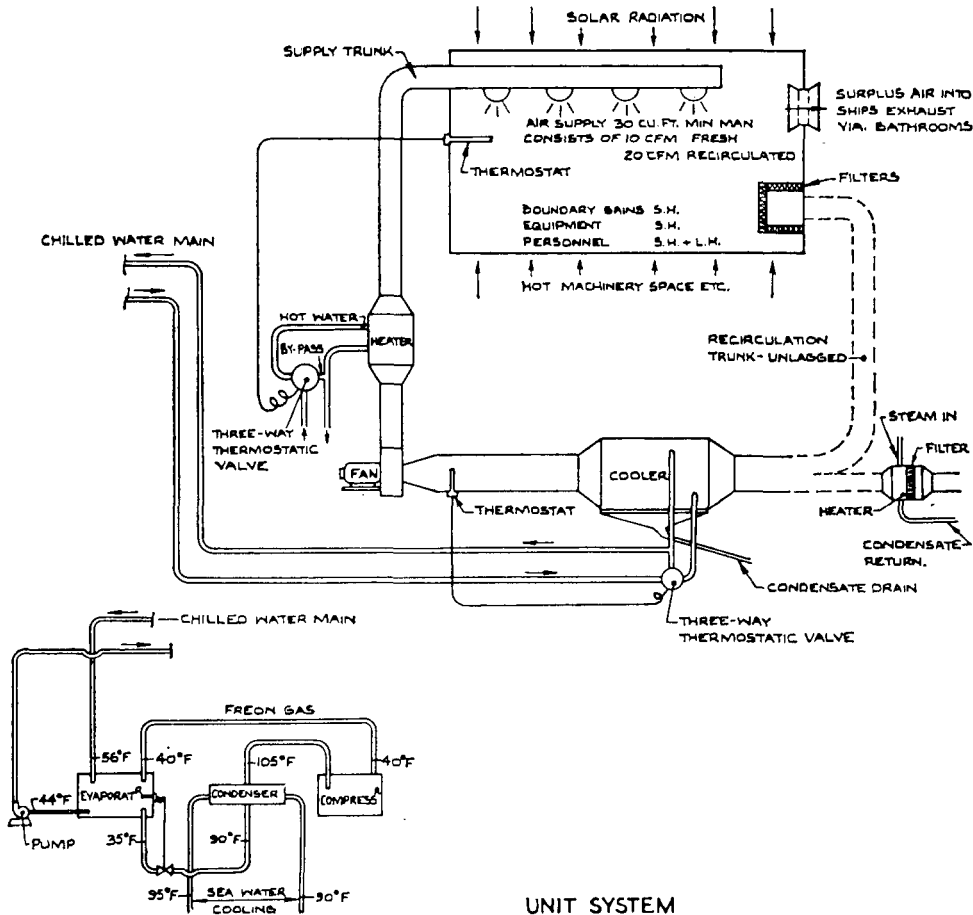 SOLAR RADIATION
SUPPLY TRUNK
SURPLUS AIR INTO
SHIPS EXHAUST
VIA. BATHROOMS
AIR SUPPLY 30 CU. FT. MIN MAN
CONSISTS OF 10 CFM FRESH
20 CFM RECIRCULATED
THERMOSTAT
FILTERS
BOUNDARY GAINS S.H.
EQUIPMENT S.H.
PERSONNEL S.H. + L.H.
CHILLED WATER MAIN
HOT MACHINERY SPACE ETC.
HOT WATER
BY-PASS
HEATER
RECIRCULATION
TRUNK-UNLAGGED
THREE-WAY
THERMOSTATIC
VALVE
STEAM IN
FILTER
FAN
COOLER
THERMOSTAT
HEATER
CONDENSATE
RETURN.
CONDENSATE DRAIN
THREE-WAY
THERMOSTATIC VALVE
CHILLED WATER MAIN
FREON GAS
56°F
40°F
105°F
40°F
44°F
EVAPORATR
CONDENSER
COMPRESSR
PUMP
35°F
90°F
95°F
SEA WATER
COOLING
90°F
UNIT SYSTEM